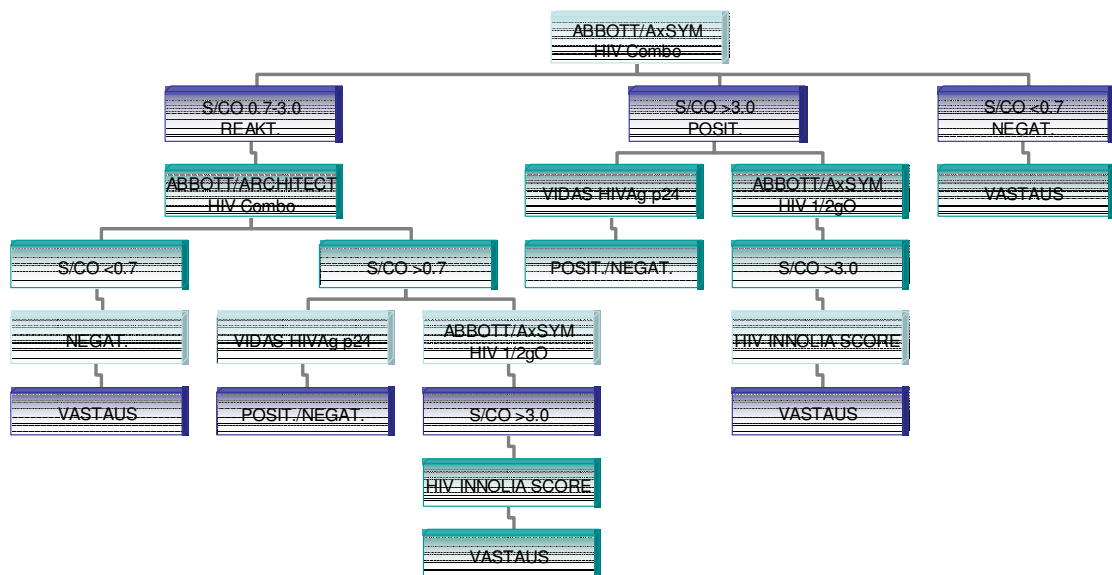 ABBOTT/AxSYM
HIV Combo
S/CO 0.7-3.0
REAKT.
S/CO >3.0
POSIT.
S/CO <0.7
NEGAT.
ABBOTT/ARCHITECT
HIV Combo
VIDAS HIVAg p24
ABBOTT/AxSYM
HIV 1/2gO
VASTAUS
S/CO <0.7
S/CO >0.7
POSIT./NEGAT.
S/CO >3.0
NEGAT.
VIDAS HIVAg p24
ABBOTT/AxSYM
HIV 1/2gO
HIV INNOLIA SCORE
VASTAUS
POSIT./NEGAT.
S/CO >3.0
VASTAUS
HIV INNOLIA SCORE
VASTAUS